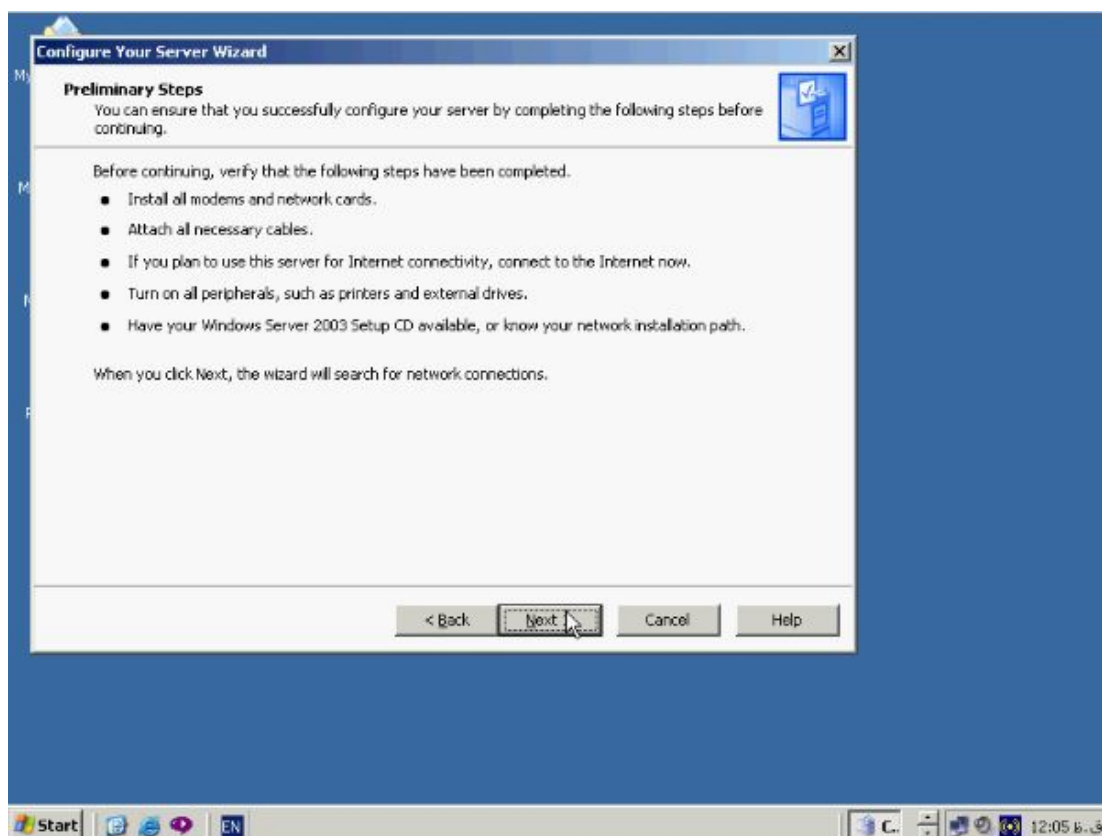 Configure Your Server Wizard
Preliminary Steps
You can ensure that you successfully configure your server by completing the following steps before
continuing.
Before continuing, verify that the following steps have been completed.
Install all modems and network cards.
Attach all necessary cables.
If you plan to use this server for Internet connectivity, connect to the Internet now.
Turn on all peripherals, such as printers and external drives.
Have your Windows Server 2003 Setup CD available, or know your network installation path.
When you click Next, the wizard will search for network connections.
< Back Next Cancel Help
Start EN C.. 12:05